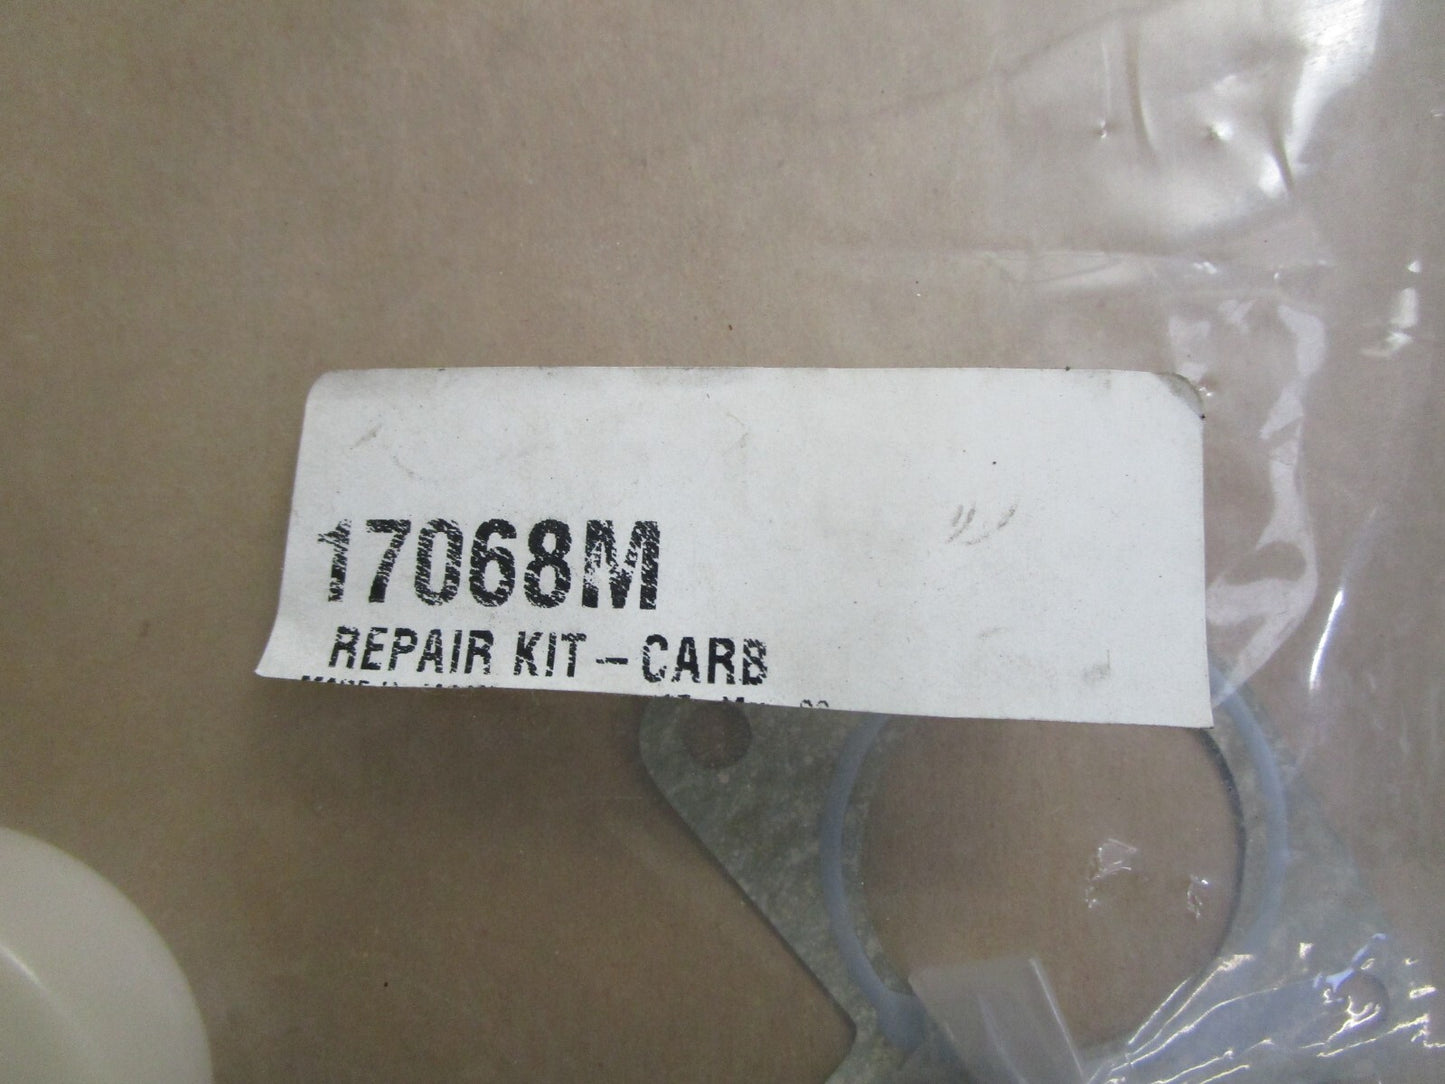 17068M
REPAIR KIT - CARB